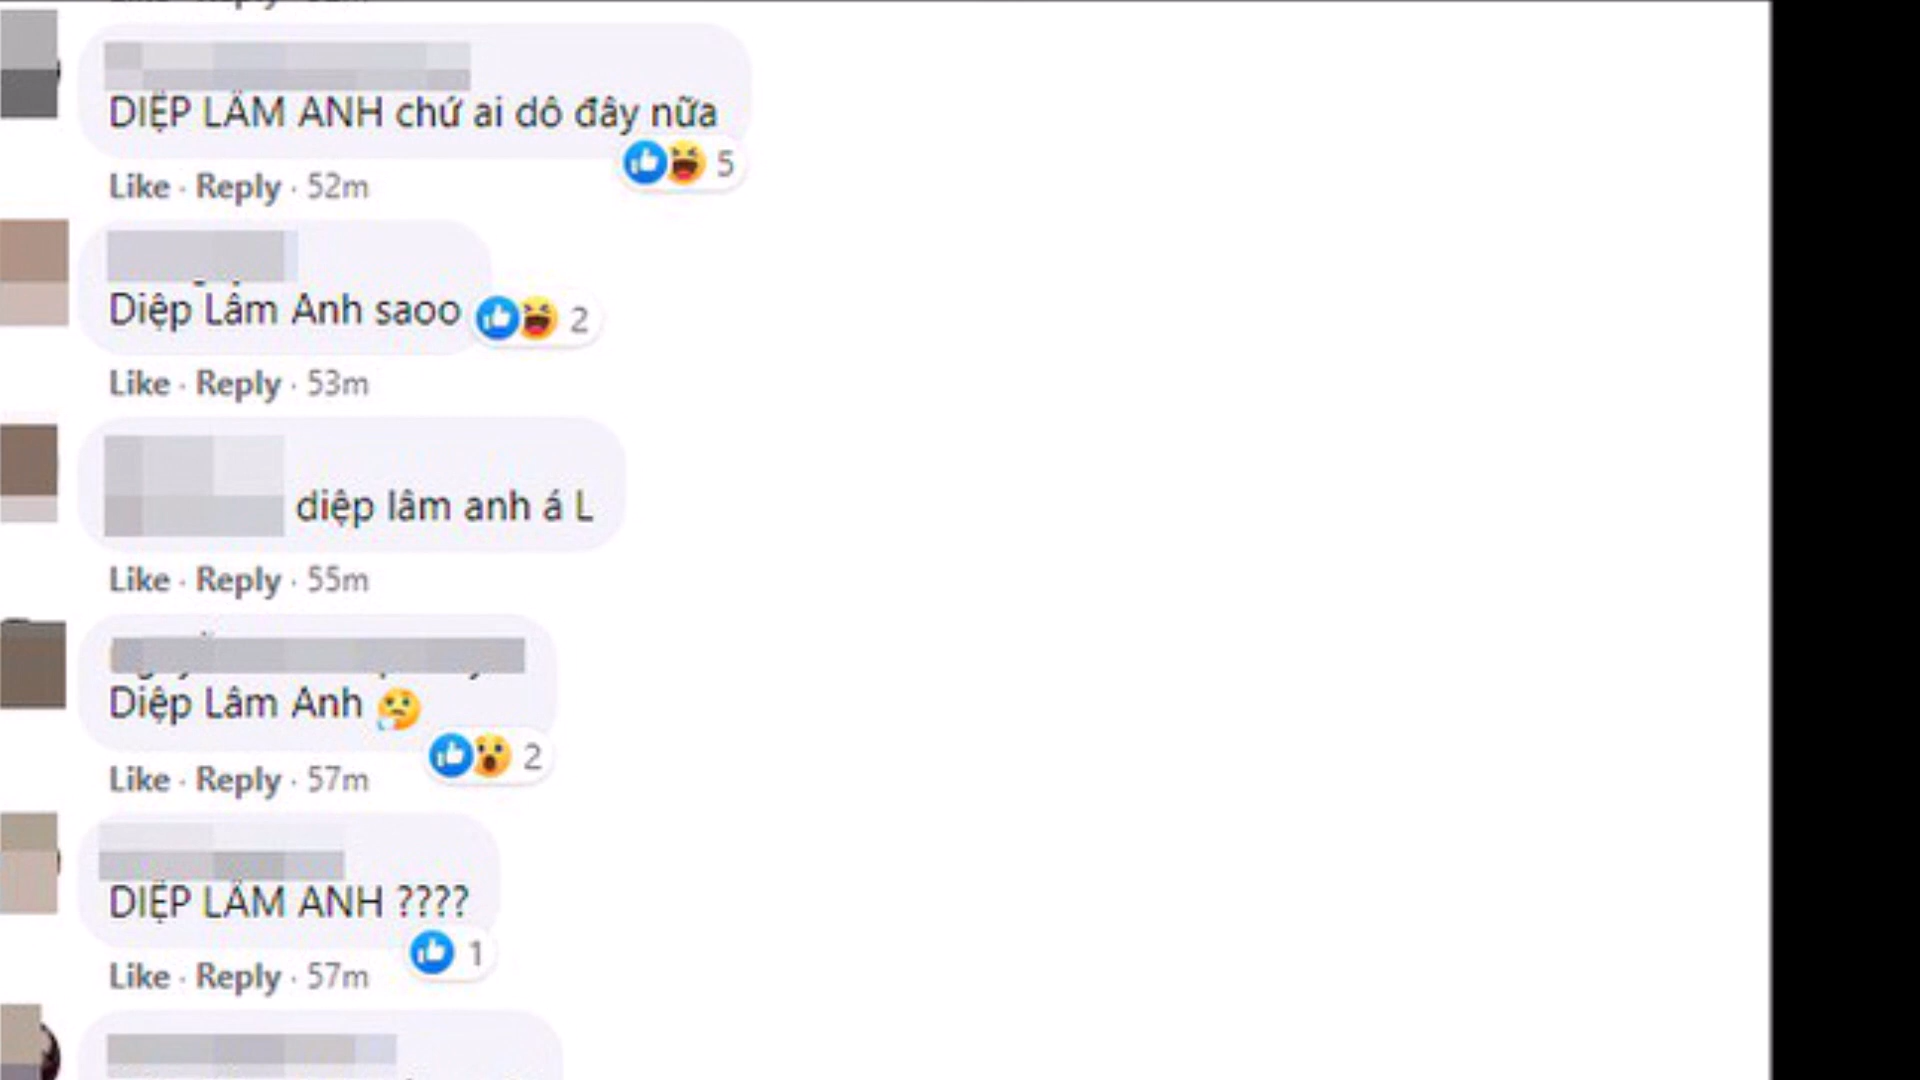 DIỆP LÂM ANH chứ ai dô đây nữa
5
Like · Reply · 52m
Diệp Lâm Anh saoo
2
Like · Reply · 53m
diệp lâm anh á L
Like · Reply · 55m
Diệp Lâm Anh 🤔
2
Like · Reply · 57m
DIỆP LÂM ANH ????
1
Like · Reply · 57m